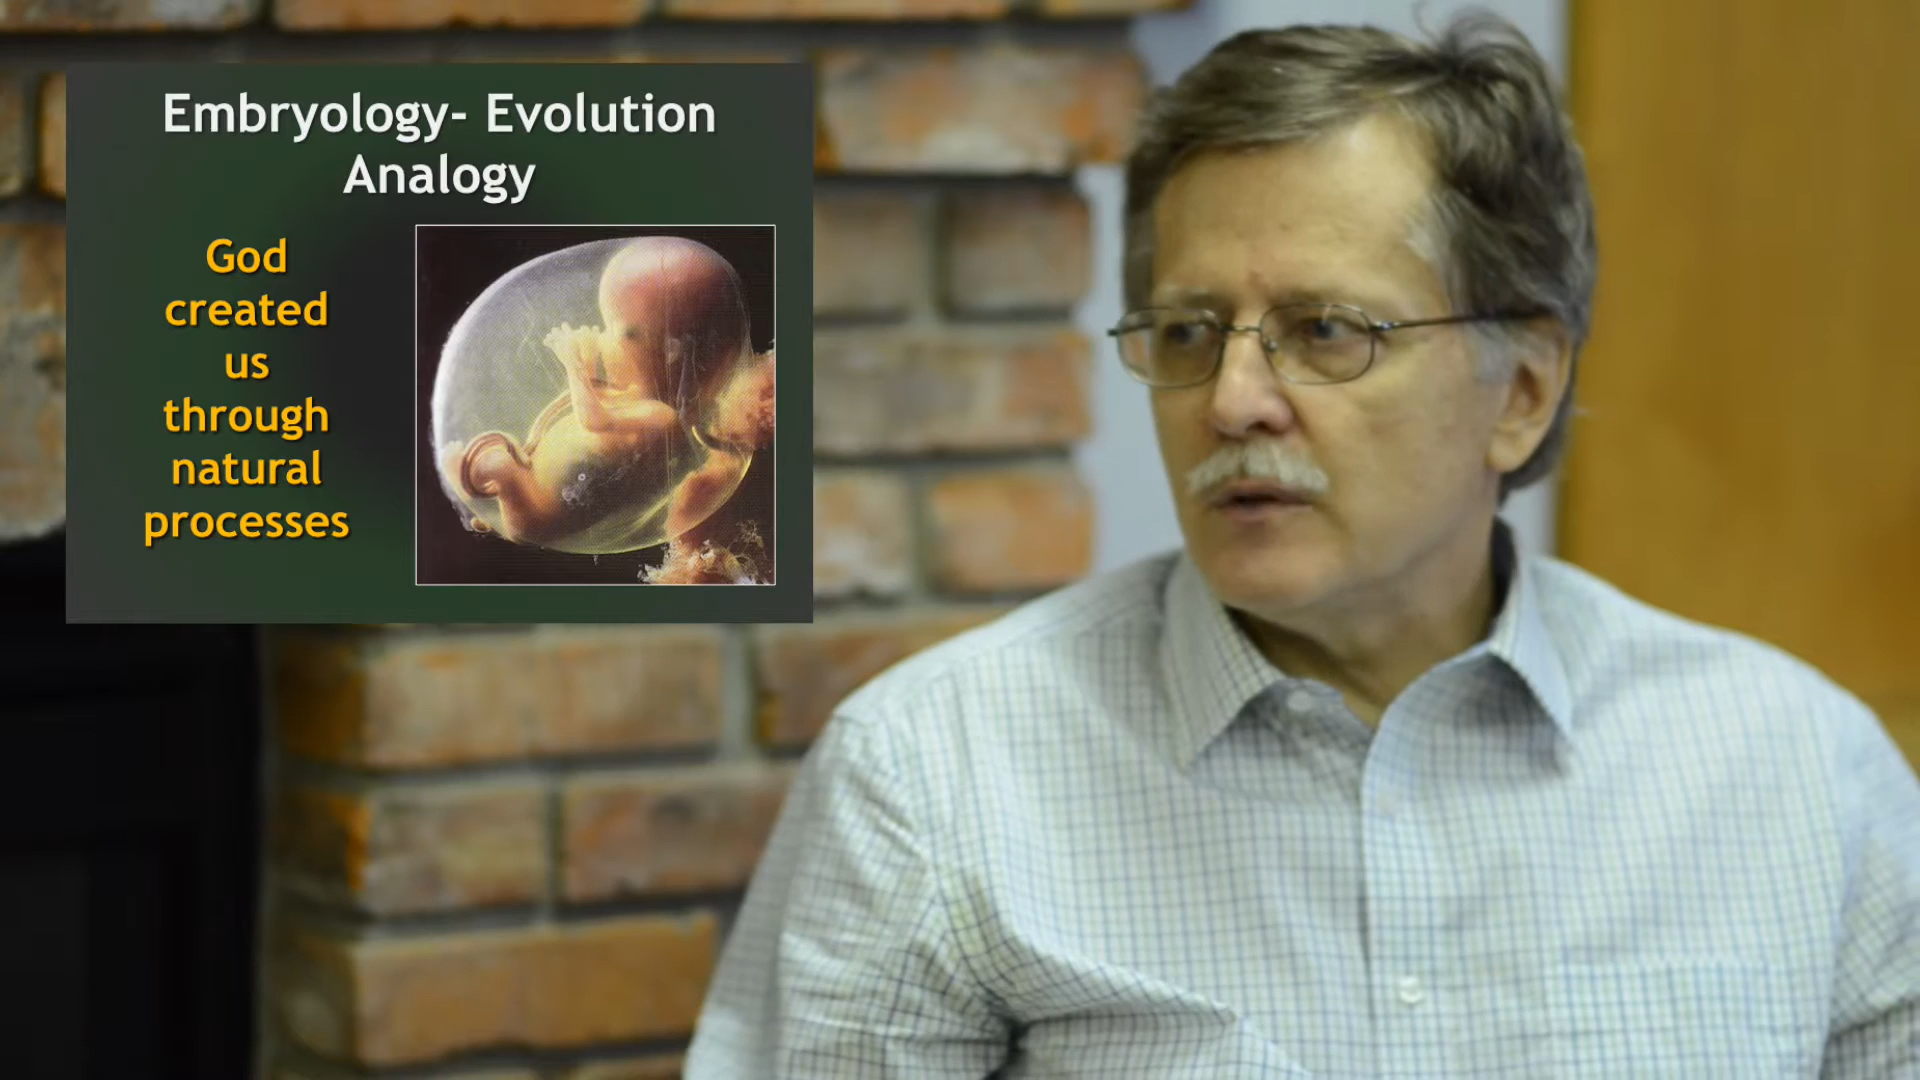 Embryology- Evolution
Analogy
God
created
us
through
natural
processes